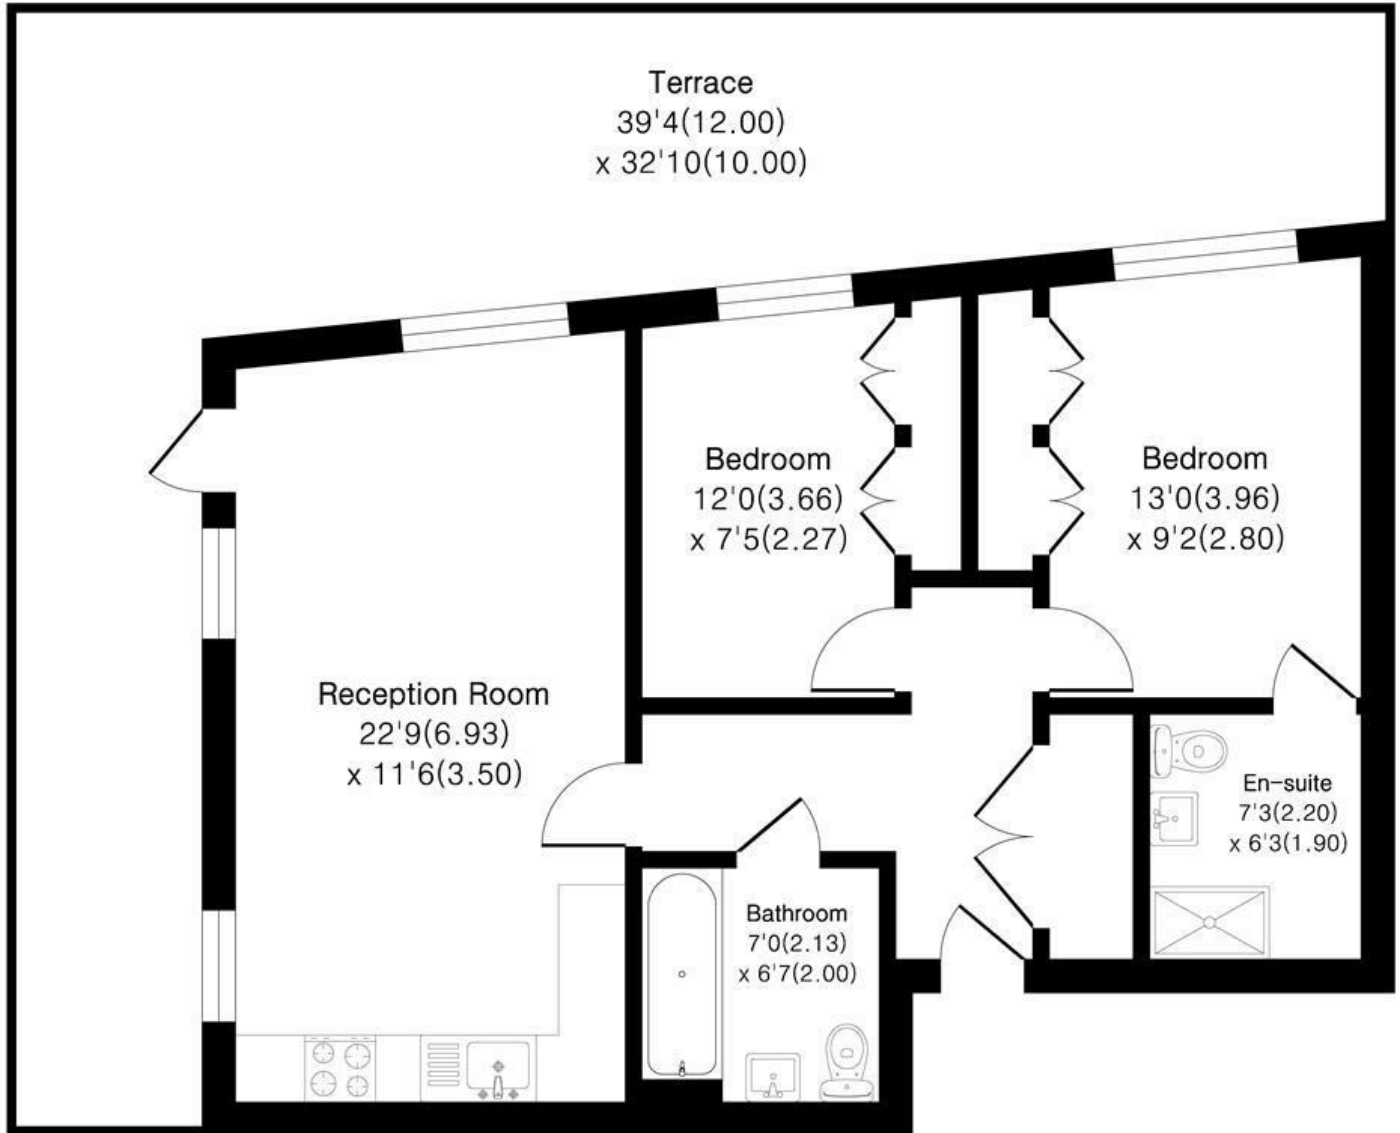 Terrace
39'4(12.00)
x 32'10(10.00)
Bedroom
12'0(3.66)
x 7'5(2.27)
Bedroom
13'0(3.96)
x 9'2(2.80)
Reception Room
22'9(6.93)
x 11'6(3.50)
En-suite
7'3(2.20)
x 6'3(1.90)
Bathroom
7'0(2.13)
x 6'7(2.00)